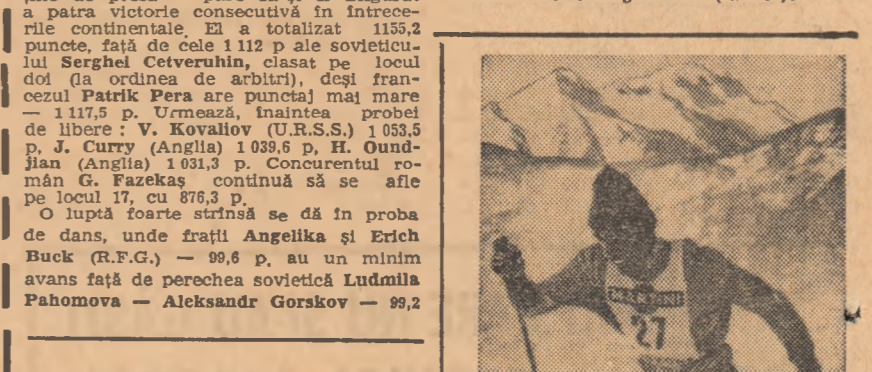 a patra victorie consecutivă în întrece-
rile continentale. El a totalizat 1155,2
puncte, față de cele 1 112 p ale sovieticu-
lui Serghei Cetveruhin, clasat pe locul
doi (la ordinea de arbitri), deși fran-
cezul Patrik Pera are punctaj mai mare
— 1 117,5 p. Urmează, înaintea probei
de libere : V. Kovaliov (U.R.S.S.) 1 053,5
p, J. Curry (Anglia) 1 039,6 p, H. Ound-
jian (Anglia) 1 031,3 p. Concurentul ro-
mân G. Fazekaș continuă să se afle
pe locul 17, cu 876,3 p.
O luptă foarte strînsă se dă în proba
de dans, unde frații Angelika și Erich
Buck (R.F.G.) — 99,6 p. au un minim
avans față de perechea sovietică Ludmila
Pahomova — Aleksandr Gorskov — 99,2
MARTINI
27